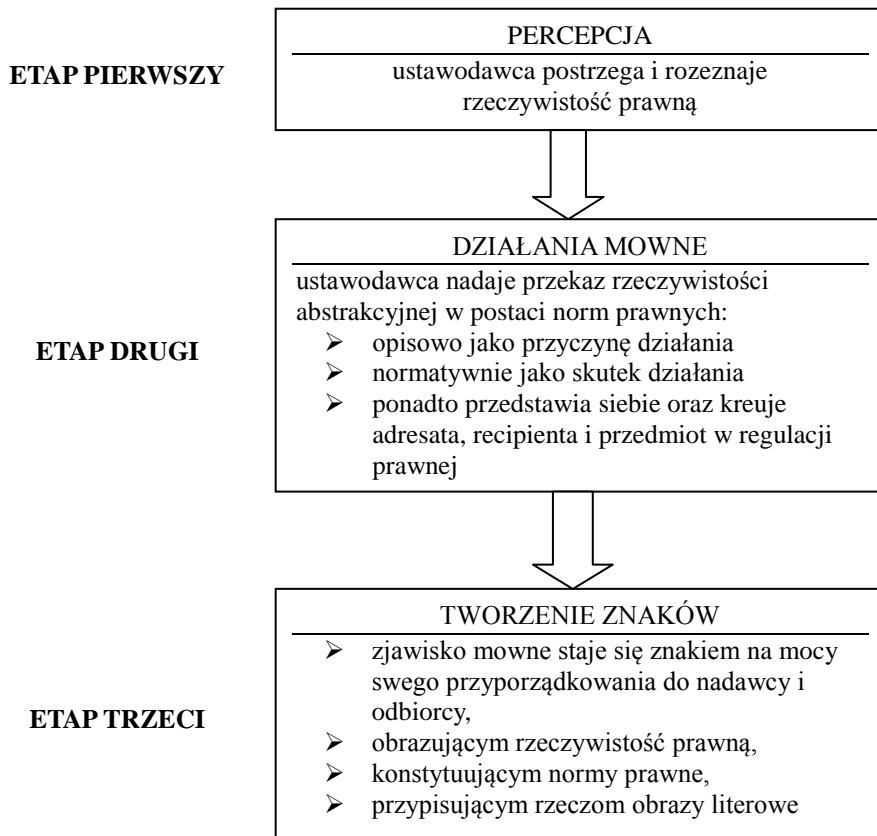 PERCEPCJA
ETAP PIERWSZY
ustawodawca postrzega i rozeznaje
rzeczywistość prawną
DZIAŁANIA MOWNE
ustawodawca nadaje przekaz rzeczywistości
abstrakcyjnej w postaci norm prawnych:
ETAP DRUGI
➢ opisowo jako przyczynę działania
➢ normatywnie jako skutek działania
➢ ponadto przedstawia siebie oraz kreuje
adresata, recipienta i przedmiot w regulacji
prawnej
TWORZENIE ZNAKÓW
➢ zjawisko mowne staje się znakiem na mocy
swego przyporządkowania do nadawcy i
odbiorcy,
ETAP TRZECI
➢ obrazującym rzeczywistość prawną,
➢ konstytuującym normy prawne,
➢ przypisującym rzeczom obrazy literowe